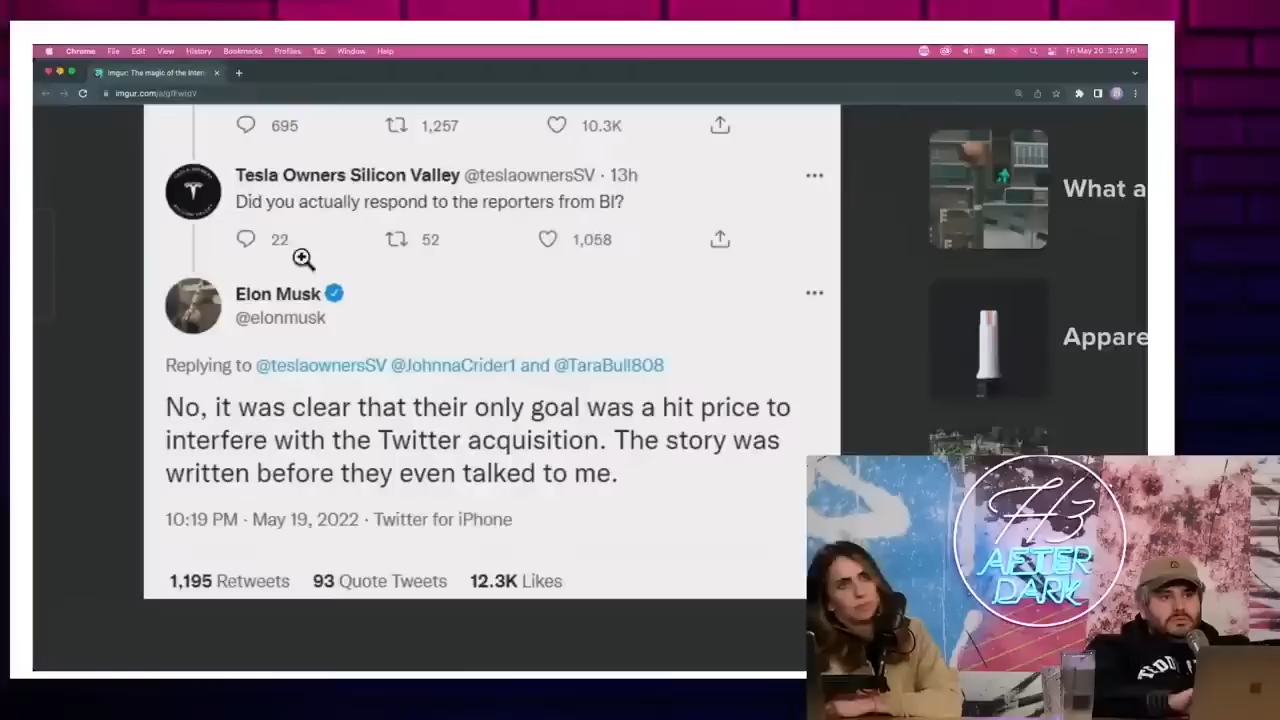 Chrome File Edit View History Bookmarks Profiles Tab Window Help
Fri May 20 3:22 PM
Imgur: The magic of the Inter
imgur.com/a/
695 1,257 10.3K
Tesla Owners Silicon Valley @teslaownersSV · 13h
Did you actually respond to the reporters from BI?
22 52 1,058
Elon Musk
@elonmusk
Replying to @teslaownersSV @JohnnaCrider1 and @TaraBull808
No, it was clear that their only goal was a hit price to
interfere with the Twitter acquisition. The story was
written before they even talked to me.
10:19 PM · May 19, 2022 · Twitter for iPhone
1,195 Retweets 93 Quote Tweets 12.3K Likes
What a
Appare
H3
AFTER
DARK